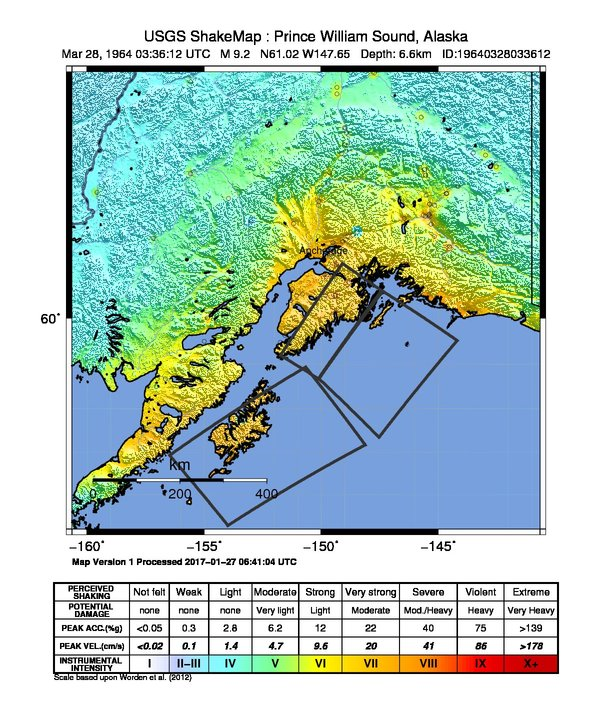 USGS ShakeMap : Prince William Sound, Alaska
Mar 28, 1964 03:36:12 UTC M 9.2 N61.02 W147.65 Depth: 6.6km ID:19640328033612
Anchorage
60°
km
0 200 400
−160° −155° −150° −145°
Map Version 1 Processed 2017−01−27 06:41:04 UTC
PERCEIVED SHAKING Not felt Weak Light Moderate Strong Very strong Severe Violent Extreme
POTENTIAL DAMAGE none none none Very light Light Moderate Mod./Heavy Heavy Very Heavy
PEAK ACC.(%g) <0.05 0.3 2.8 6.2 12 22 40 75 >139
PEAK VEL.(cm/s) <0.02 0.1 1.4 4.7 9.6 20 41 86 >178
INSTRUMENTAL INTENSITY I II−III IV V VI VII VIII IX X+
Scale based upon Worden et al. (2012)